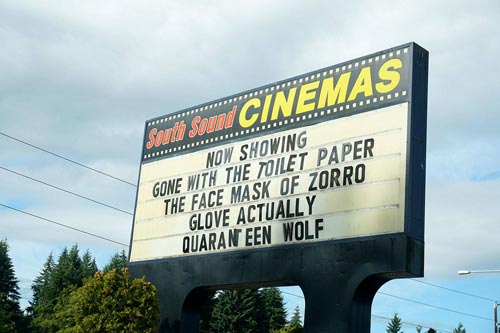 South Sound CINEMAS
NOW SHOWING
GONE WITH THE TOILET PAPER
THE FACE MASK OF ZORRO
GLOVE ACTUALLY
QUARANTEEN WOLF